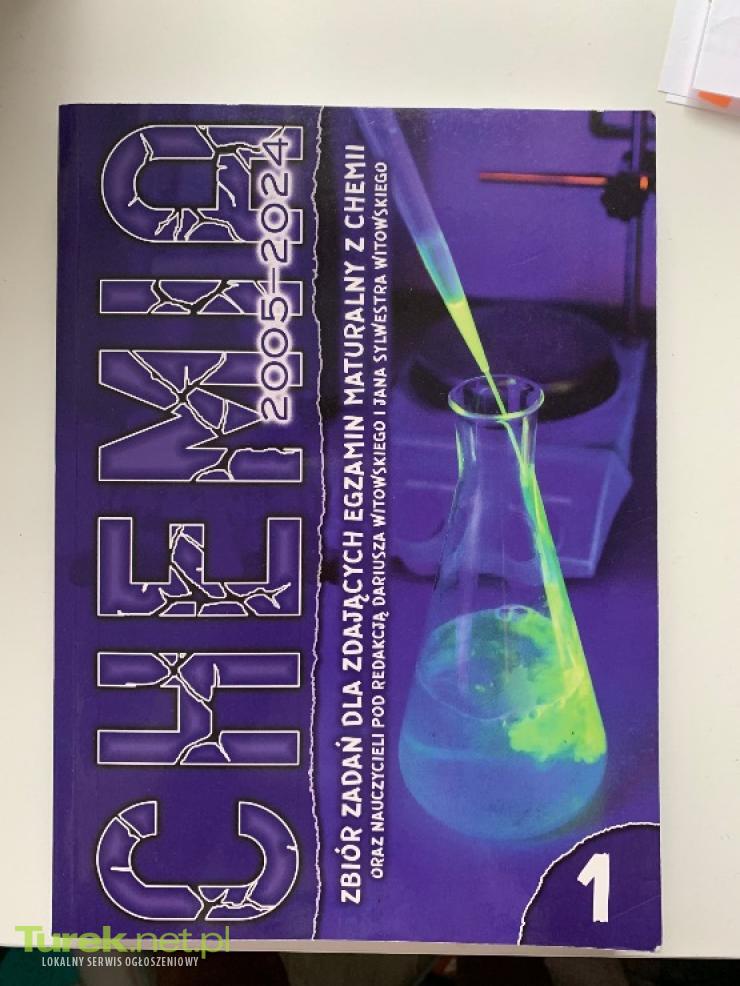 CHEMIA
2005–2024
ZBIÓR ZADAŃ DLA ZDAJĄCYCH EGZAMIN MATURALNY Z CHEMII
ORAZ NAUCZYCIELI POD REDAKCJĄ DARIUSZA WITOWSKIEGO I JANA SYLWESTRA WITOWSKIEGO
1
Turek.net.pl
LOKALNY SERWIS OGŁOSZENIOWY